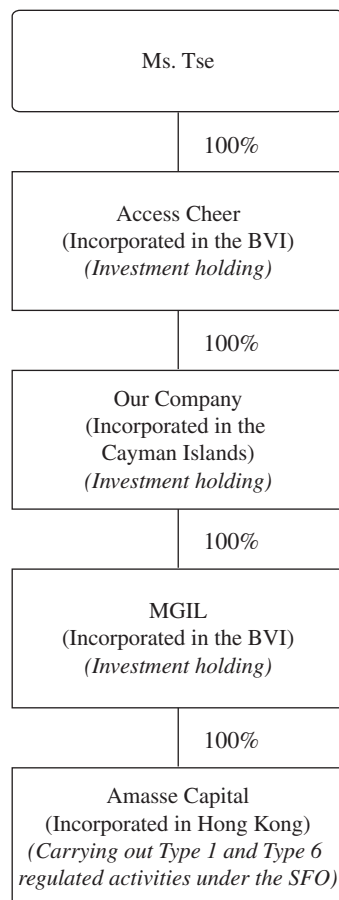 Ms. Tse
100%
Access Cheer
(Incorporated in the BVI)
(Investment holding)
100%
Our Company
(Incorporated in the
Cayman Islands)
(Investment holding)
100%
MGIL
(Incorporated in the BVI)
(Investment holding)
100%
Amasse Capital
(Incorporated in Hong Kong)
(Carrying out Type 1 and Type 6
regulated activities under the SFO)